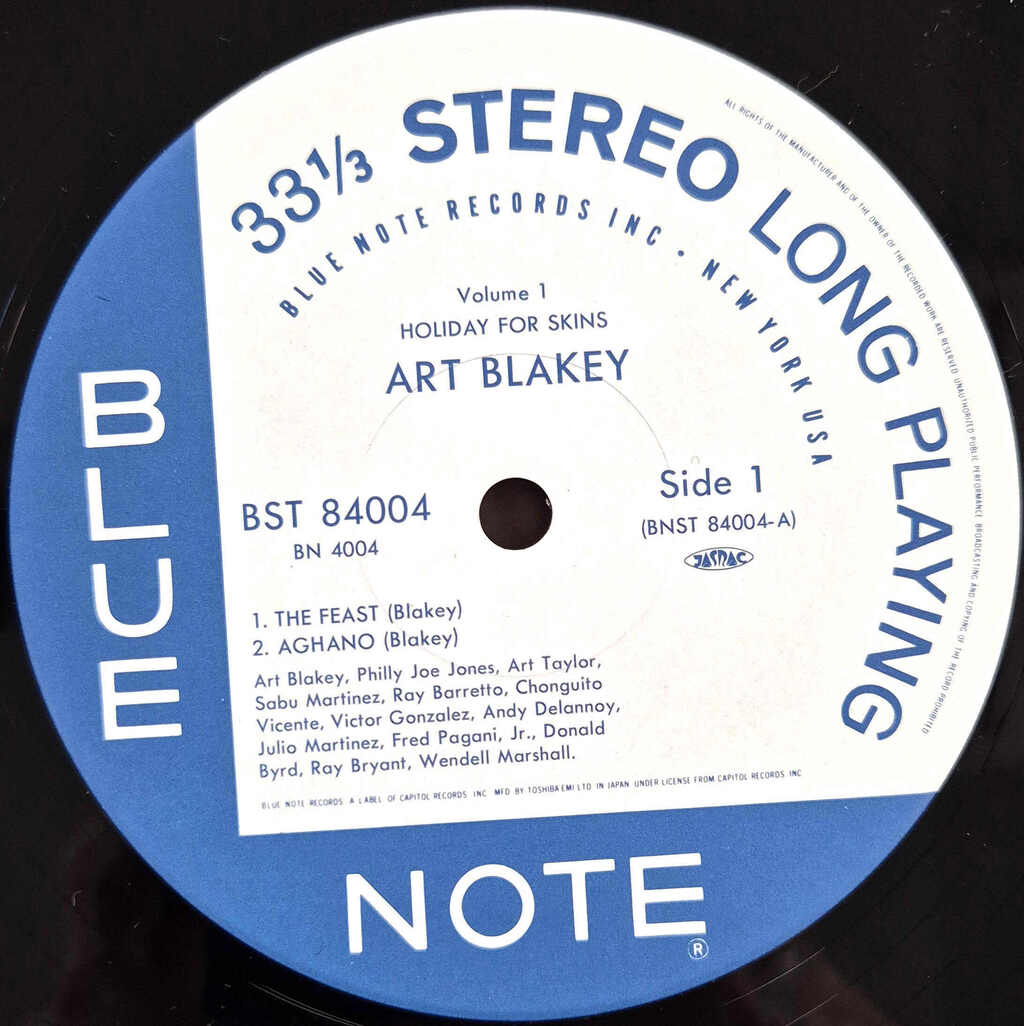 33⅓ STEREO LONG PLAYING
BLUE NOTE RECORDS INC · NEW YORK USA
ALL RIGHTS OF THE MANUFACTURER AND OF THE OWNER OF THE RECORDED WORK ARE RESERVED UNAUTHORIZED PUBLIC PERFORMANCE BROADCASTING AND COPYING OF THE RECORD PROHIBITED
Volume 1
HOLIDAY FOR SKINS
ART BLAKEY
BST 84004
BN 4004
Side 1
(BNST 84004-A)
JASRAC
1. THE FEAST (Blakey)
2. AGHANO (Blakey)
Art Blakey, Philly Joe Jones, Art Taylor,
Sabu Martinez, Ray Barretto, Chonguito
Vicente, Victor Gonzalez, Andy Delannoy,
Julio Martinez, Fred Pagani, Jr., Donald
Byrd, Ray Bryant, Wendell Marshall.
BLUE NOTE RECORDS A LABEL OF CAPITOL RECORDS INC MFD BY TOSHIBA EMI LTD IN JAPAN UNDER LICENSE FROM CAPITOL RECORDS INC
BLUE
NOTE®